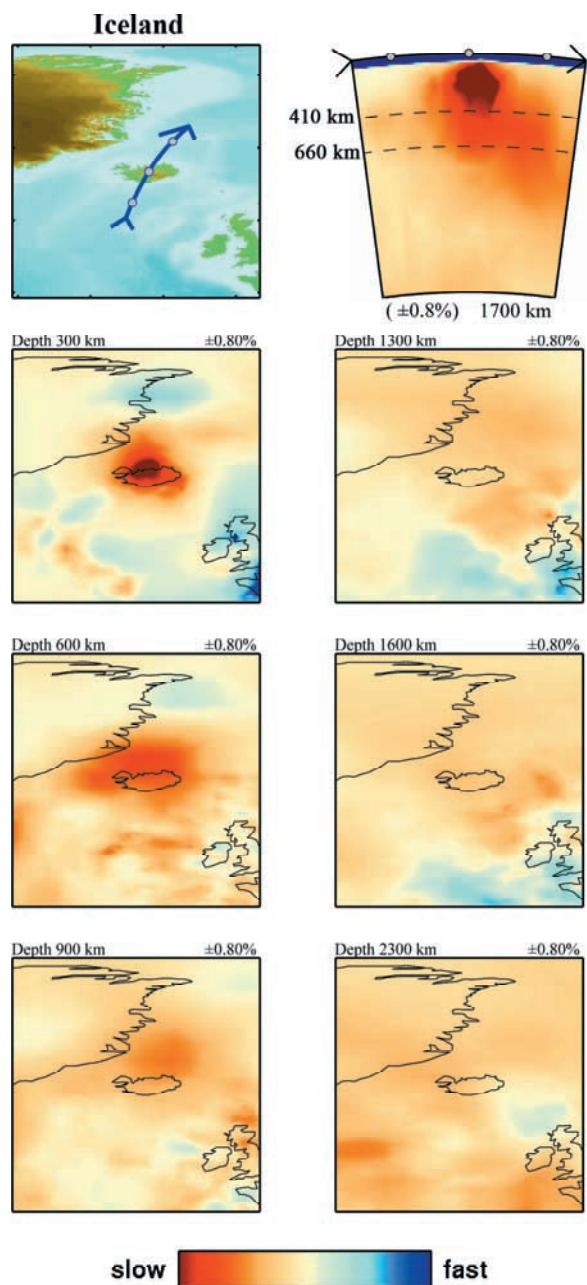 Iceland
410 km
660 km
( ±0.8%) 1700 km
Depth 300 km ±0.80%
Depth 1300 km ±0.80%
Depth 600 km ±0.80%
Depth 1600 km ±0.80%
Depth 900 km ±0.80%
Depth 2300 km ±0.80%
slow fast